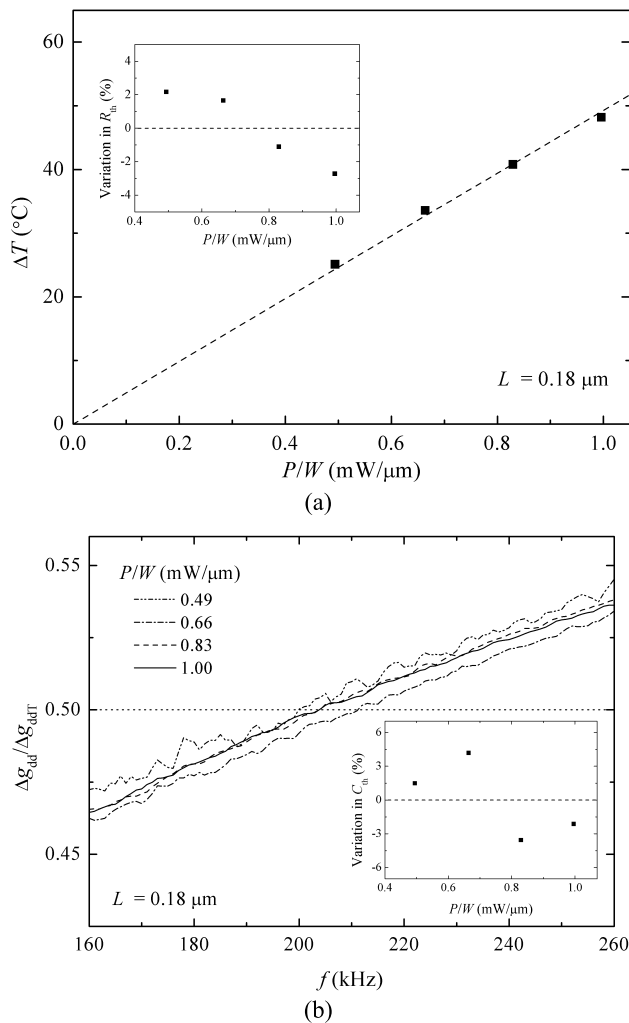 4
2
0
-2
-4
Variation in Rth (%)
0.4 0.6 0.8 1.0
P/W (mW/μm)
60
40
20
0
ΔT (°C)
L = 0.18 μm
0.0 0.2 0.4 0.6 0.8 1.0
P/W (mW/μm)
(a)
0.55
0.50
0.45
Δgdd/ΔgddT
P/W (mW/μm)
0.49
0.66
0.83
1.00
6
3
0
-3
-6
Variation in Cth (%)
0.4 0.6 0.8 1.0
P/W (mW/μm)
L = 0.18 μm
160 180 200 220 240 260
f (kHz)
(b)